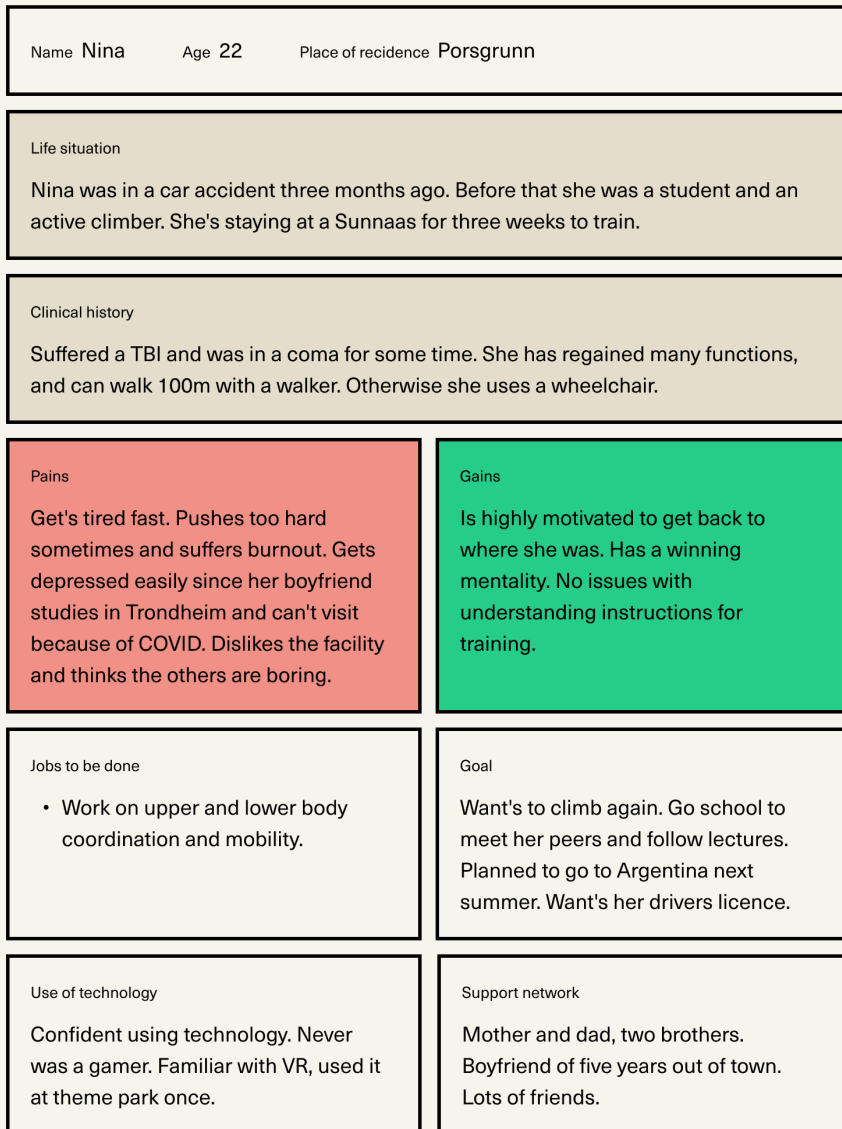 Name Nina Age 22 Place of recidence Porsgrunn
Life situation
Nina was in a car accident three months ago. Before that she was a student and an
active climber. She's staying at a Sunnaas for three weeks to train.
Clinical history
Suffered a TBI and was in a coma for some time. She has regained many functions,
and can walk 100m with a walker. Otherwise she uses a wheelchair.
Pains
Get's tired fast. Pushes too hard
sometimes and suffers burnout. Gets
depressed easily since her boyfriend
studies in Trondheim and can't visit
because of COVID. Dislikes the facility
and thinks the others are boring.
Gains
Is highly motivated to get back to
where she was. Has a winning
mentality. No issues with
understanding instructions for
training.
Jobs to be done
• Work on upper and lower body
coordination and mobility.
Goal
Want's to climb again. Go school to
meet her peers and follow lectures.
Planned to go to Argentina next
summer. Want's her drivers licence.
Use of technology
Confident using technology. Never
was a gamer. Familiar with VR, used it
at theme park once.
Support network
Mother and dad, two brothers.
Boyfriend of five years out of town.
Lots of friends.